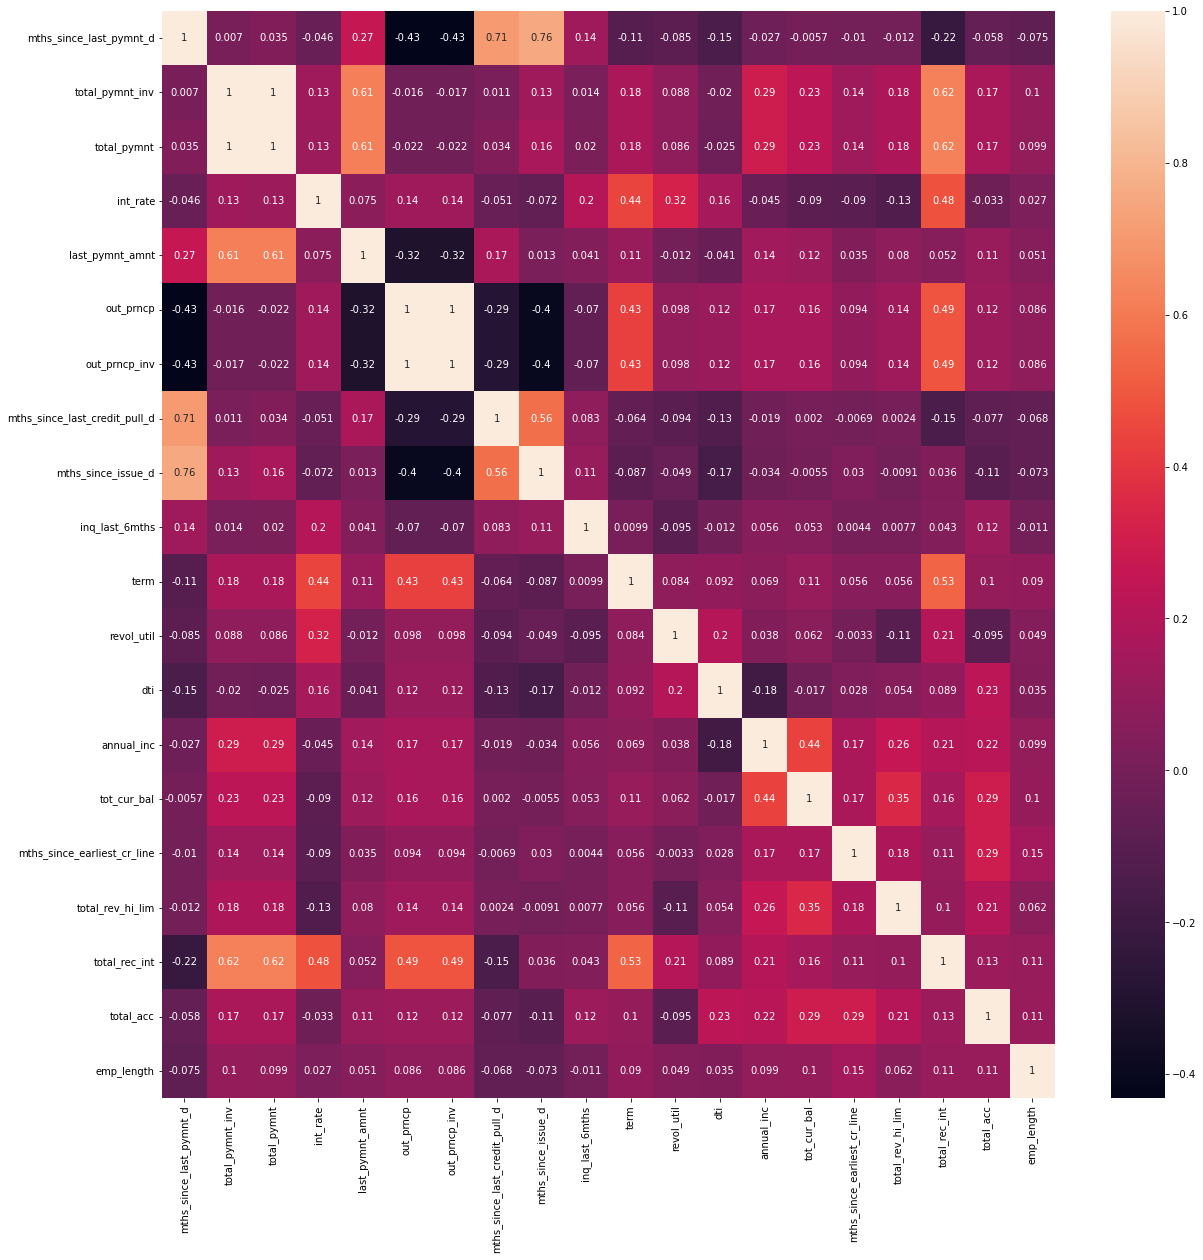 mths_since_last_pymnt_d 1 0.007 0.035 -0.046 0.27 -0.43 -0.43 0.71 0.76 0.14 -0.11 -0.085 -0.15 -0.027 -0.0057 -0.01 -0.012 -0.22 -0.058 -0.075 1.0
total_pymnt_inv 0.007 1 1 0.13 0.61 -0.016 -0.017 0.011 0.13 0.014 0.18 0.088 -0.02 0.29 0.23 0.14 0.18 0.62 0.17 0.1
total_pymnt 0.035 1 1 0.13 0.61 -0.022 -0.022 0.034 0.16 0.02 0.18 0.086 -0.025 0.29 0.23 0.14 0.18 0.62 0.17 0.099
0.8
int_rate -0.046 0.13 0.13 1 0.075 0.14 0.14 -0.051 -0.072 0.2 0.44 0.32 0.16 -0.045 -0.09 -0.09 -0.13 0.48 -0.033 0.027
last_pymnt_amnt 0.27 0.61 0.61 0.075 1 -0.32 -0.32 0.17 0.013 0.041 0.11 -0.012 -0.041 0.14 0.12 0.035 0.08 0.052 0.11 0.051
out_prncp -0.43 -0.016 -0.022 0.14 -0.32 1 1 -0.29 -0.4 -0.07 0.43 0.098 0.12 0.17 0.16 0.094 0.14 0.49 0.12 0.086
0.6
out_prncp_inv -0.43 -0.017 -0.022 0.14 -0.32 1 1 -0.29 -0.4 -0.07 0.43 0.098 0.12 0.17 0.16 0.094 0.14 0.49 0.12 0.086
mths_since_last_credit_pull_d 0.71 0.011 0.034 -0.051 0.17 -0.29 -0.29 1 0.56 0.083 -0.064 -0.094 -0.13 -0.019 0.002 -0.0069 0.0024 -0.15 -0.077 -0.068
mths_since_issue_d 0.76 0.13 0.16 -0.072 0.013 -0.4 -0.4 0.56 1 0.11 -0.087 -0.049 -0.17 -0.034 -0.0055 0.03 -0.0091 0.036 -0.11 -0.073
0.4
inq_last_6mths 0.14 0.014 0.02 0.2 0.041 -0.07 -0.07 0.083 0.11 1 0.0099 -0.095 -0.012 0.056 0.053 0.0044 0.0077 0.043 0.12 -0.011
term -0.11 0.18 0.18 0.44 0.11 0.43 0.43 -0.064 -0.087 0.0099 1 0.084 0.092 0.069 0.11 0.056 0.056 0.53 0.1 0.09
0.2
revol_util -0.085 0.088 0.086 0.32 -0.012 0.098 0.098 -0.094 -0.049 -0.095 0.084 1 0.2 0.038 0.062 -0.0033 -0.11 0.21 -0.095 0.049
dti -0.15 -0.02 -0.025 0.16 -0.041 0.12 0.12 -0.13 -0.17 -0.012 0.092 0.2 1 -0.18 -0.017 0.028 0.054 0.089 0.23 0.035
annual_inc -0.027 0.29 0.29 -0.045 0.14 0.17 0.17 -0.019 -0.034 0.056 0.069 0.038 -0.18 1 0.44 0.17 0.26 0.21 0.22 0.099
0.0
tot_cur_bal -0.0057 0.23 0.23 -0.09 0.12 0.16 0.16 0.002 -0.0055 0.053 0.11 0.062 -0.017 0.44 1 0.17 0.35 0.16 0.29 0.1
mths_since_earliest_cr_line -0.01 0.14 0.14 -0.09 0.035 0.094 0.094 -0.0069 0.03 0.0044 0.056 -0.0033 0.028 0.17 0.17 1 0.18 0.11 0.29 0.15
total_rev_hi_lim -0.012 0.18 0.18 -0.13 0.08 0.14 0.14 0.0024 -0.0091 0.0077 0.056 -0.11 0.054 0.26 0.35 0.18 1 0.1 0.21 0.062
−0.2
total_rec_int -0.22 0.62 0.62 0.48 0.052 0.49 0.49 -0.15 0.036 0.043 0.53 0.21 0.089 0.21 0.16 0.11 0.1 1 0.13 0.11
total_acc -0.058 0.17 0.17 -0.033 0.11 0.12 0.12 -0.077 -0.11 0.12 0.1 -0.095 0.23 0.22 0.29 0.29 0.21 0.13 1 0.11
emp_length -0.075 0.1 0.099 0.027 0.051 0.086 0.086 -0.068 -0.073 -0.011 0.09 0.049 0.035 0.099 0.1 0.15 0.062 0.11 0.11 1
−0.4
mths_since_last_pymnt_d
total_pymnt_inv
total_pymnt
int_rate
last_pymnt_amnt
out_prncp
out_prncp_inv
mths_since_last_credit_pull_d
mths_since_issue_d
inq_last_6mths
term
revol_util
dti
annual_inc
tot_cur_bal
mths_since_earliest_cr_line
total_rev_hi_lim
total_rec_int
total_acc
emp_length